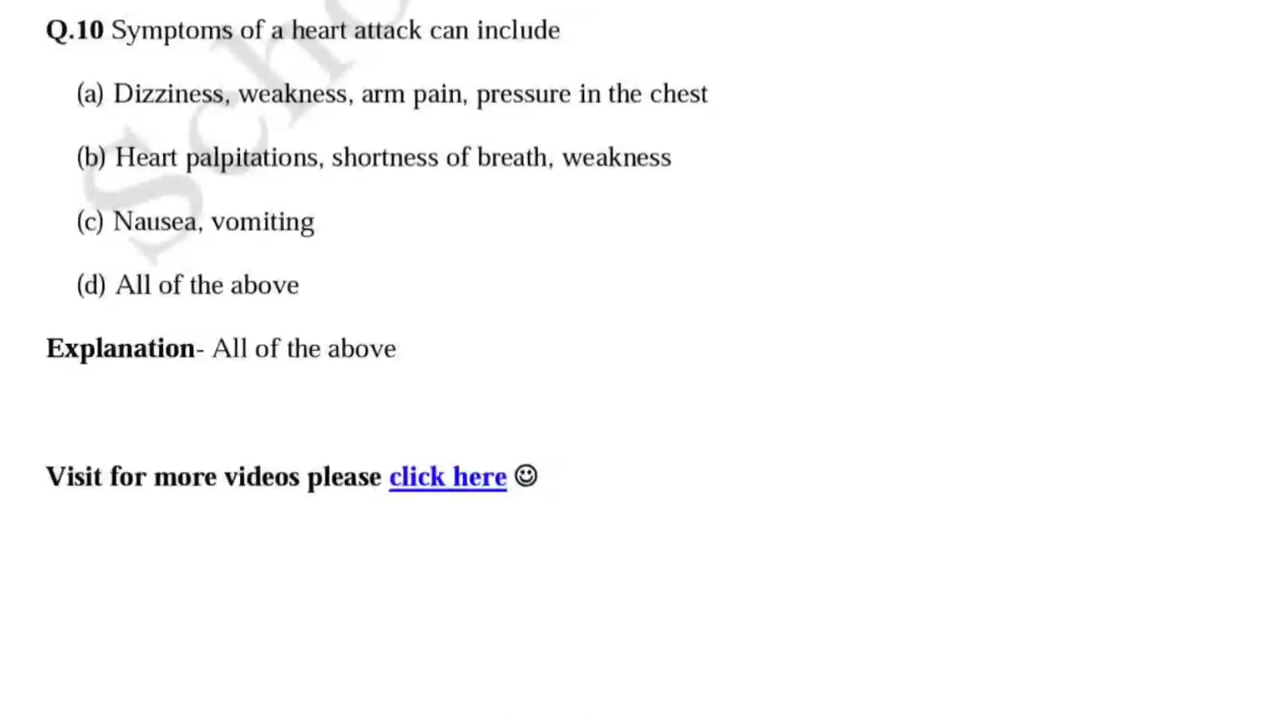 Q.10 Symptoms of a heart attack can include
(a) Dizziness, weakness, arm pain, pressure in the chest
(b) Heart palpitations, shortness of breath, weakness
(c) Nausea, vomiting
(d) All of the above
Explanation- All of the above
Visit for more videos please click here ☺
Scho